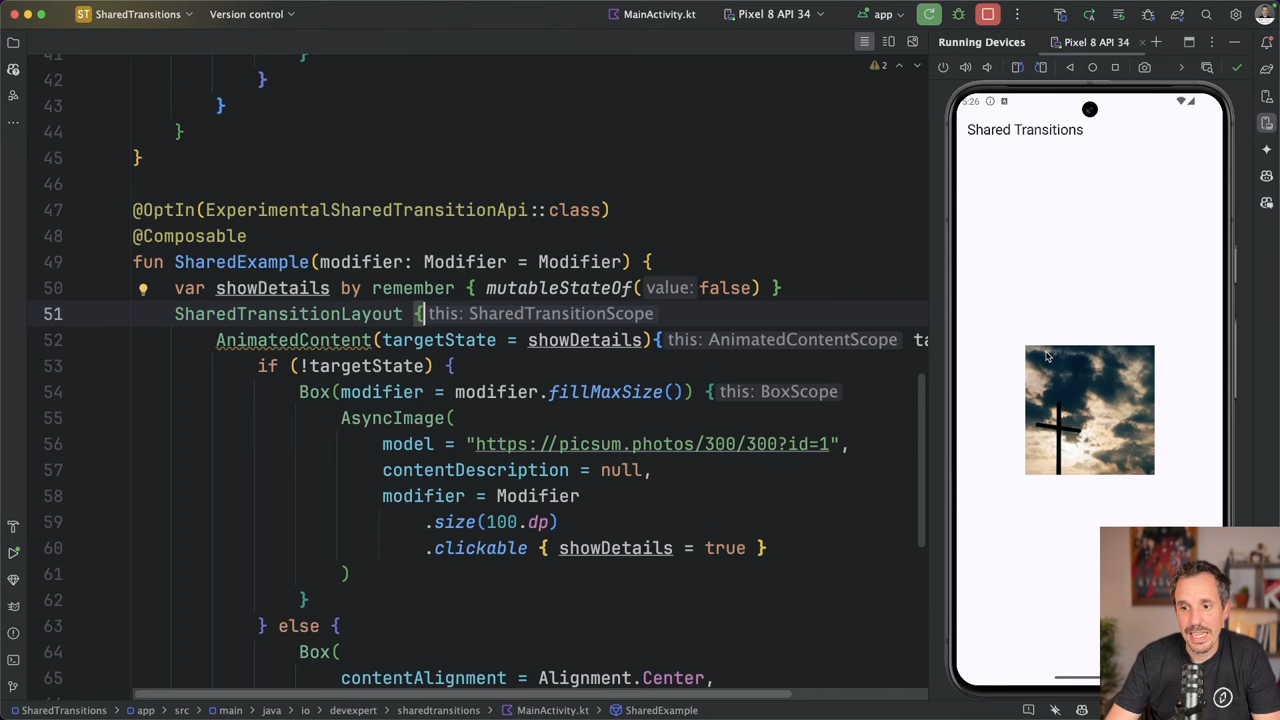 ST SharedTransitions
Version control
MainActivity.kt
Pixel 8 API 34
app
Running Devices
Pixel 8 API 34
2
41 }
42 }
43 }
44 }
45 }
46
47 @OptIn(ExperimentalSharedTransitionApi::class)
48 @Composable
49 fun SharedExample(modifier: Modifier = Modifier) {
50 var showDetails by remember { mutableStateOf( value: false) }
51 SharedTransitionLayout { this: SharedTransitionScope
52 AnimatedContent(targetState = showDetails){ this: AnimatedContentScope ta
53 if (!targetState) {
54 Box(modifier = modifier.fillMaxSize()) { this: BoxScope
55 AsyncImage(
56 model = "https://picsum.photos/300/300?id=1",
57 contentDescription = null,
58 modifier = Modifier
59 .size(100.dp)
60 .clickable { showDetails = true }
61 )
62 }
63 } else {
64 Box(
65 contentAlignment = Alignment.Center,
5:26
Shared Transitions
SharedTransitions > app > src > main > java > io > devexpert > sharedtransitions > MainActivity.kt > SharedExample